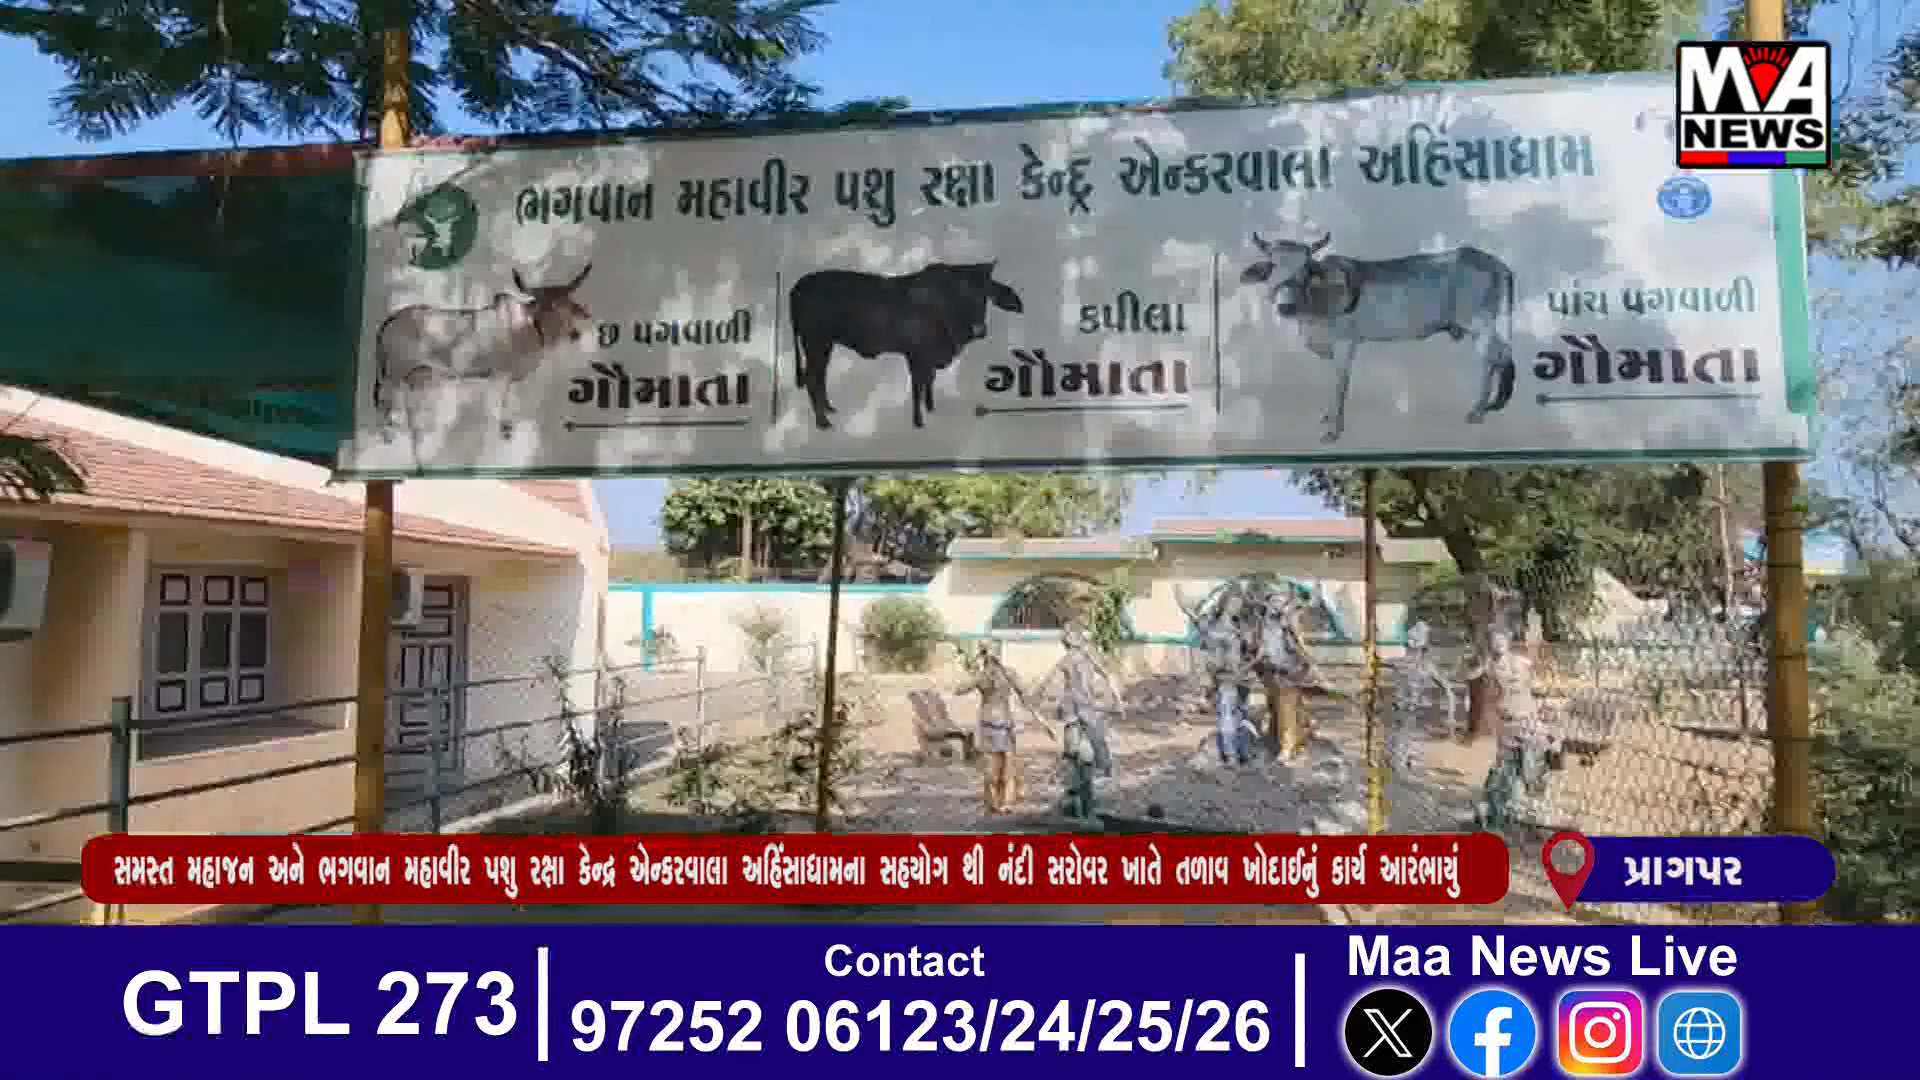 MAA
NEWS
ભગવાન મહાવીર પશુ રક્ષા કેન્દ્ર એન્કરવાલા અહિંસાધામ
છ પગવાળી
ગૌમાતા
કપીલા
ગૌમાતા
પાંચ પગવાળી
ગૌમાતા
સમસ્ત મહાજન અને ભગવાન મહાવીર પશુ રક્ષા કેન્દ્ર એન્કરવાલા અહિંસાધામના સહયોગ થી નંદી સરોવર ખાતે તળાવ ખોદાઈનું કાર્ય આરંભાયું
પ્રાગપર
GTPL 273
Contact
97252 06123/24/25/26
Maa News Live